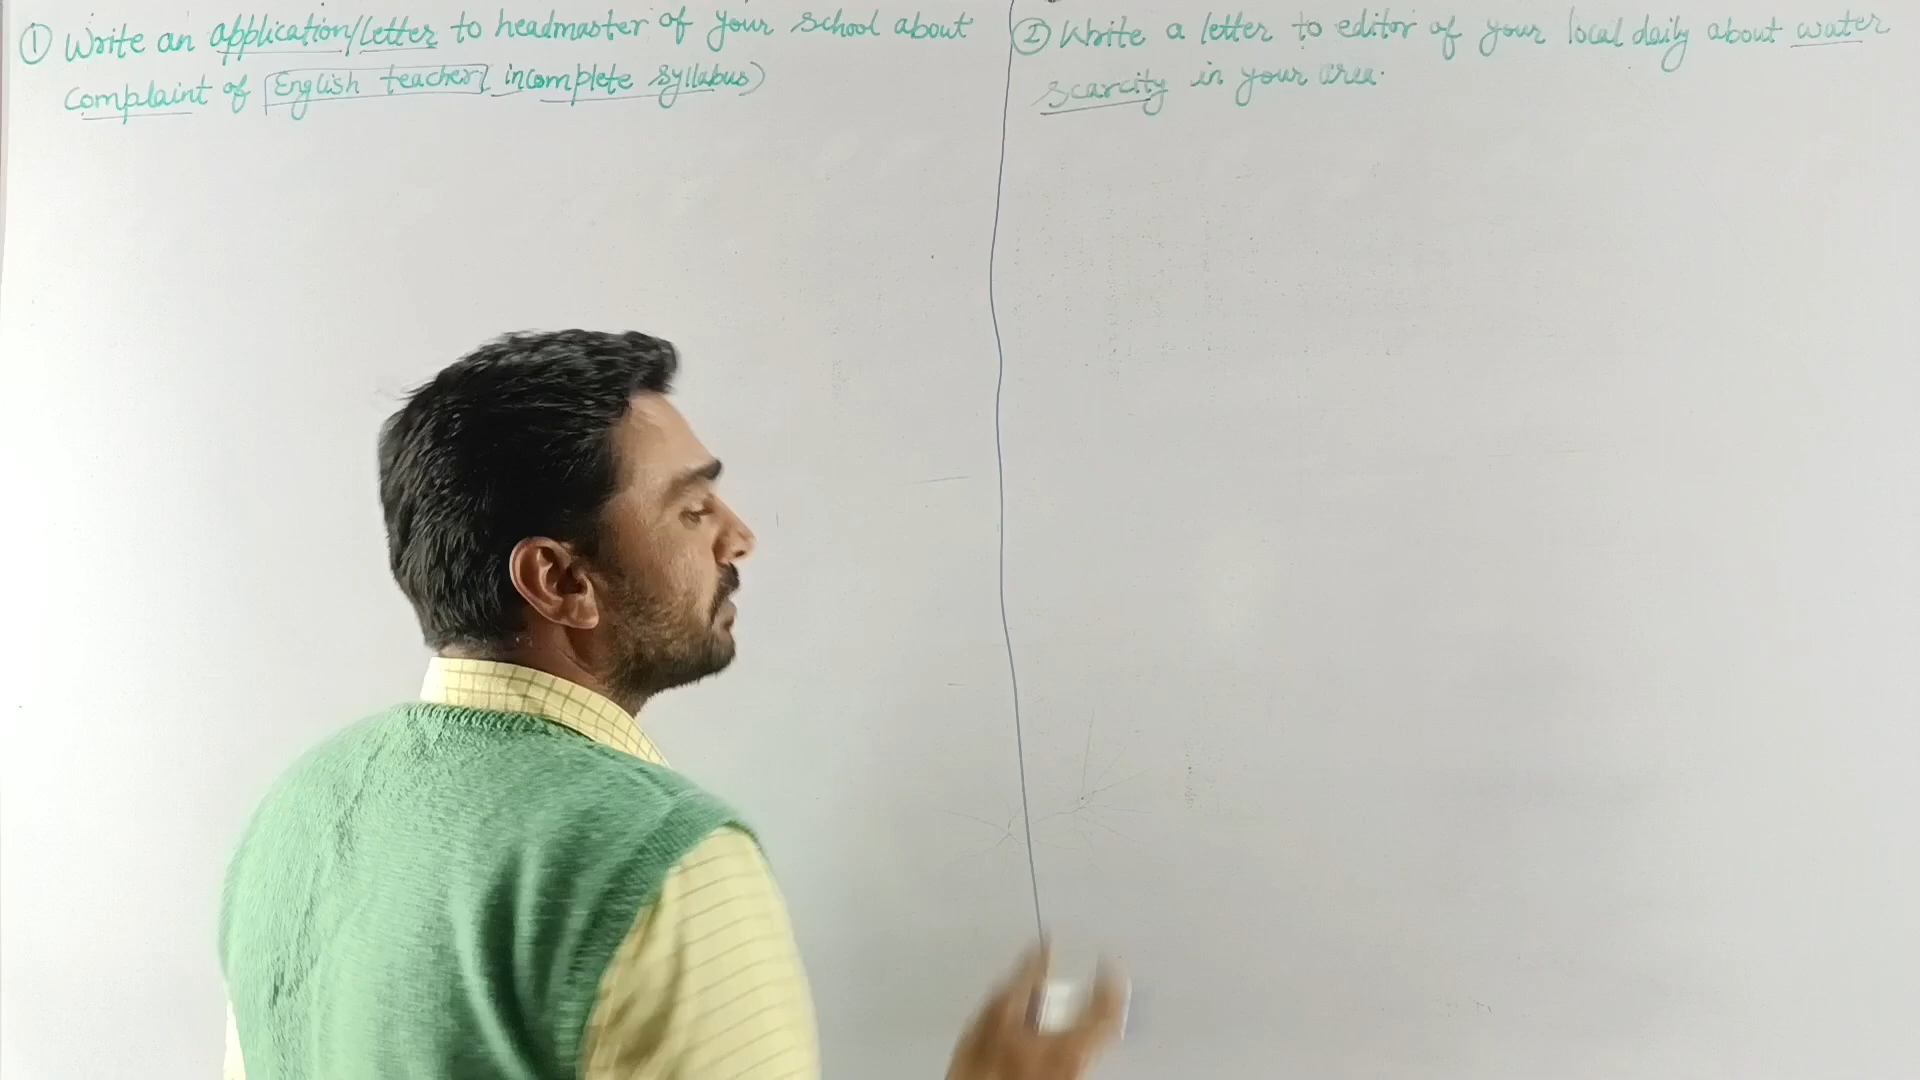 ① Write an application/Letter to headmaster of your school about
Complaint of English teacher ( incomplete syllabus)
② Write a letter to editor of your local daily about water
scarcity in your area.